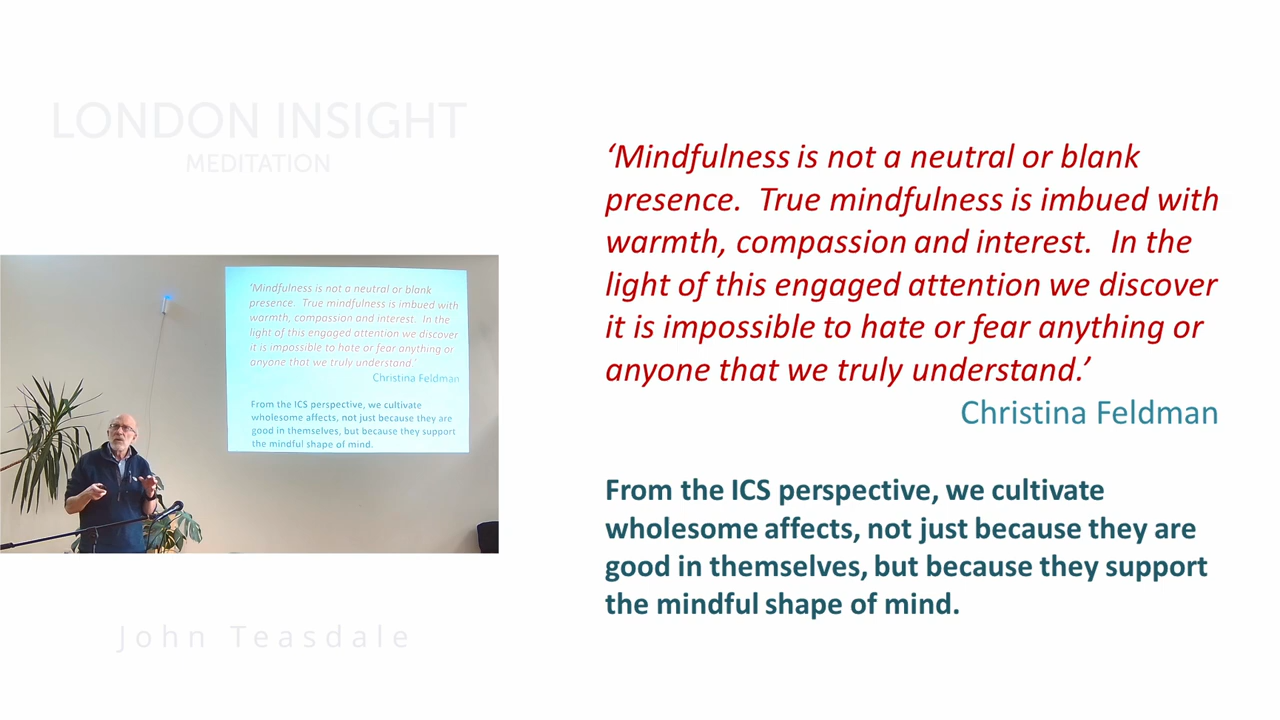 LONDON INSIGHT
MEDITATION
‘Mindfulness is not a neutral or blank
presence.  True mindfulness is imbued with
warmth, compassion and interest.  In the
light of this engaged attention we discover
it is impossible to hate or fear anything or
anyone that we truly understand.’
Christina Feldman
From the ICS perspective, we cultivate
wholesome affects, not just because they are
good in themselves, but because they support
the mindful shape of mind.
‘Mindfulness is not a neutral or blank
presence.  True mindfulness is imbued with
warmth, compassion and interest.  In the
light of this engaged attention we discover
it is impossible to hate or fear anything or
anyone that we truly understand.’
Christina Feldman
From the ICS perspective, we cultivate
wholesome affects, not just because they are
good in themselves, but because they support
the mindful shape of mind.
John Teasdale